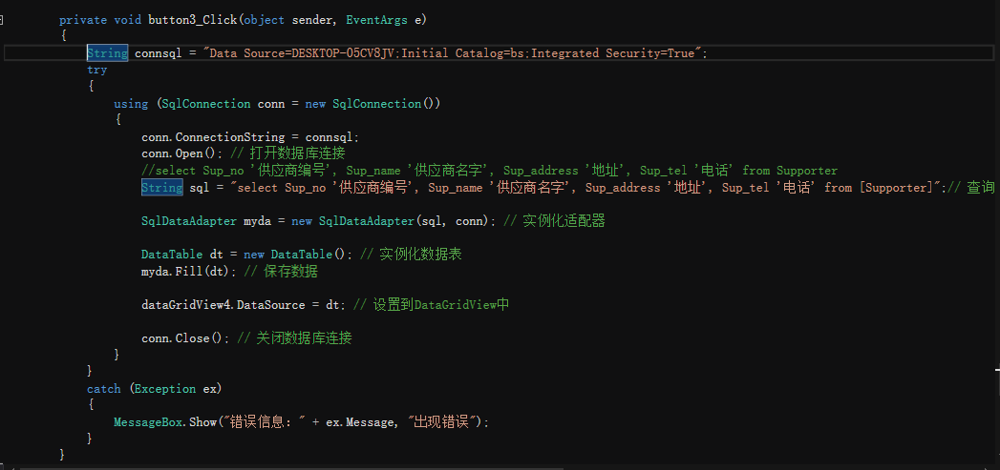 private void button3_Click(object sender, EventArgs e)
{
String connsql = "Data Source=DESKTOP-05CV8JV;Initial Catalog=bs;Integrated Security=True";
try
{
using (SqlConnection conn = new SqlConnection())
{
conn.ConnectionString = connsql;
conn.Open(); // 打开数据库连接
//select Sup_no '供应商编号', Sup_name '供应商名字', Sup_address '地址', Sup_tel '电话' from Supporter
String sql = "select Sup_no '供应商编号', Sup_name '供应商名字', Sup_address '地址', Sup_tel '电话' from [Supporter]";// 查询
SqlDataAdapter myda = new SqlDataAdapter(sql, conn); // 实例化适配器
DataTable dt = new DataTable(); // 实例化数据表
myda.Fill(dt); // 保存数据
dataGridView4.DataSource = dt; // 设置到DataGridView中
conn.Close(); // 关闭数据库连接
}
}
catch (Exception ex)
{
MessageBox.Show("错误信息：" + ex.Message, "出现错误");
}
}